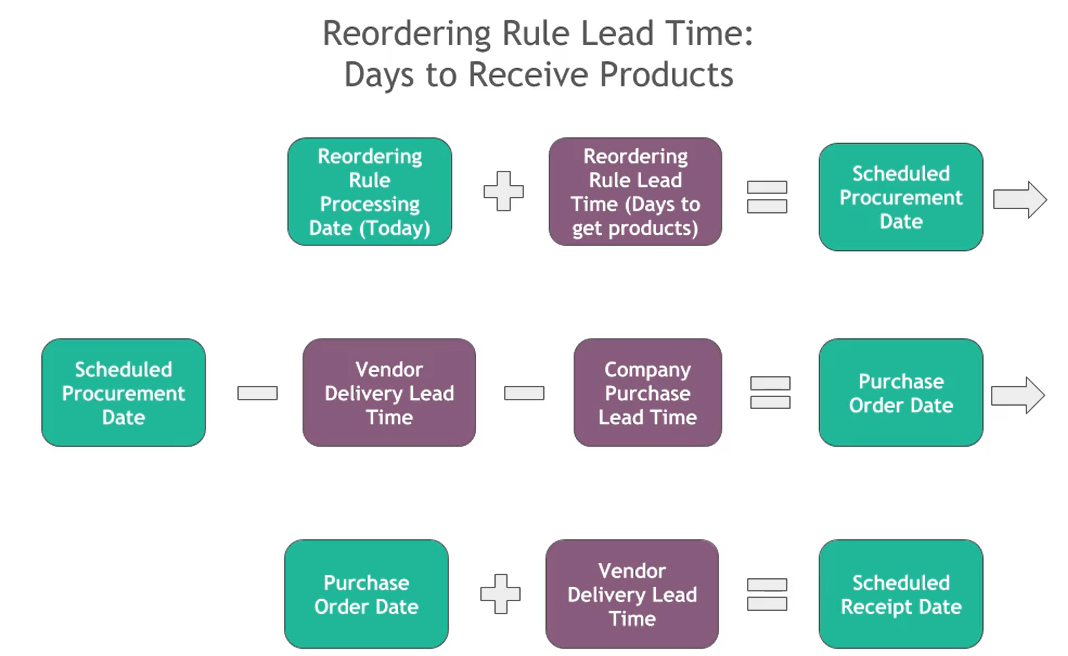 Reordering Rule Lead Time:
Days to Receive Products
Reordering
Rule
Processing
Date (Today)
Reordering
Rule Lead
Time (Days to
get products)
Scheduled
Procurement
Date
Scheduled
Procurement
Date
Vendor
Delivery Lead
Time
Company
Purchase
Lead Time
Purchase
Order Date
Purchase
Order Date
Vendor
Delivery Lead
Time
Scheduled
Receipt Date